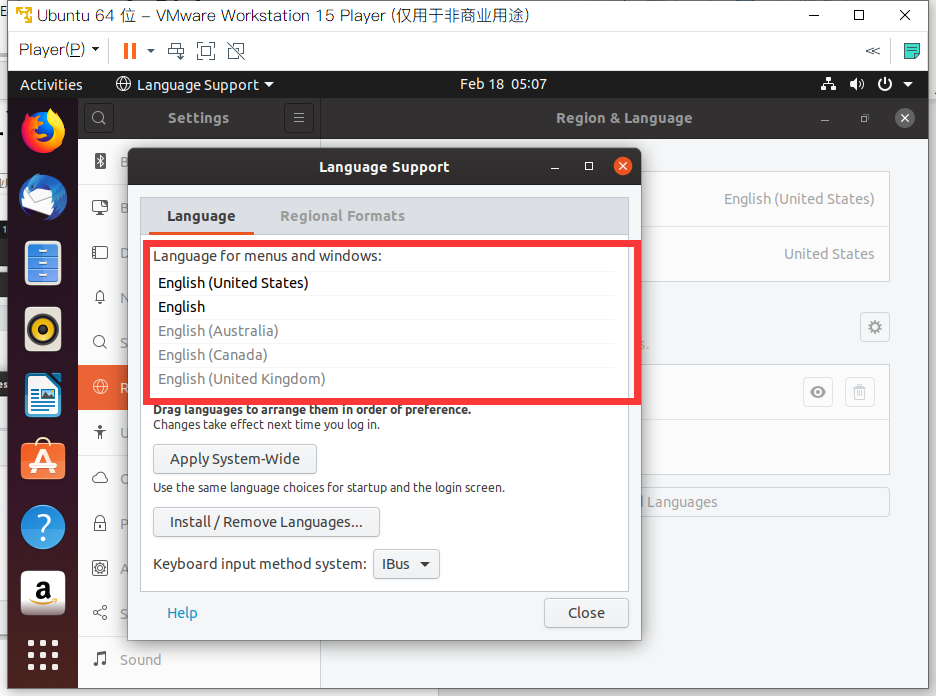 Ubuntu 64 位 – VMware Workstation 15 Player (仅用于非商业用途)
Player(P)
Activities
Language Support
Feb 18 05:07
Settings
Region & Language
Language Support
Language
Regional Formats
English (United States)
United States
Language for menus and windows:
English (United States)
English
English (Australia)
English (Canada)
English (United Kingdom)
Drag languages to arrange them in order of preference.
Changes take effect next time you log in.
Apply System-Wide
Use the same language choices for startup and the login screen.
Install / Remove Languages...
Languages
Keyboard input method system:
IBus
Help
Close
Sound